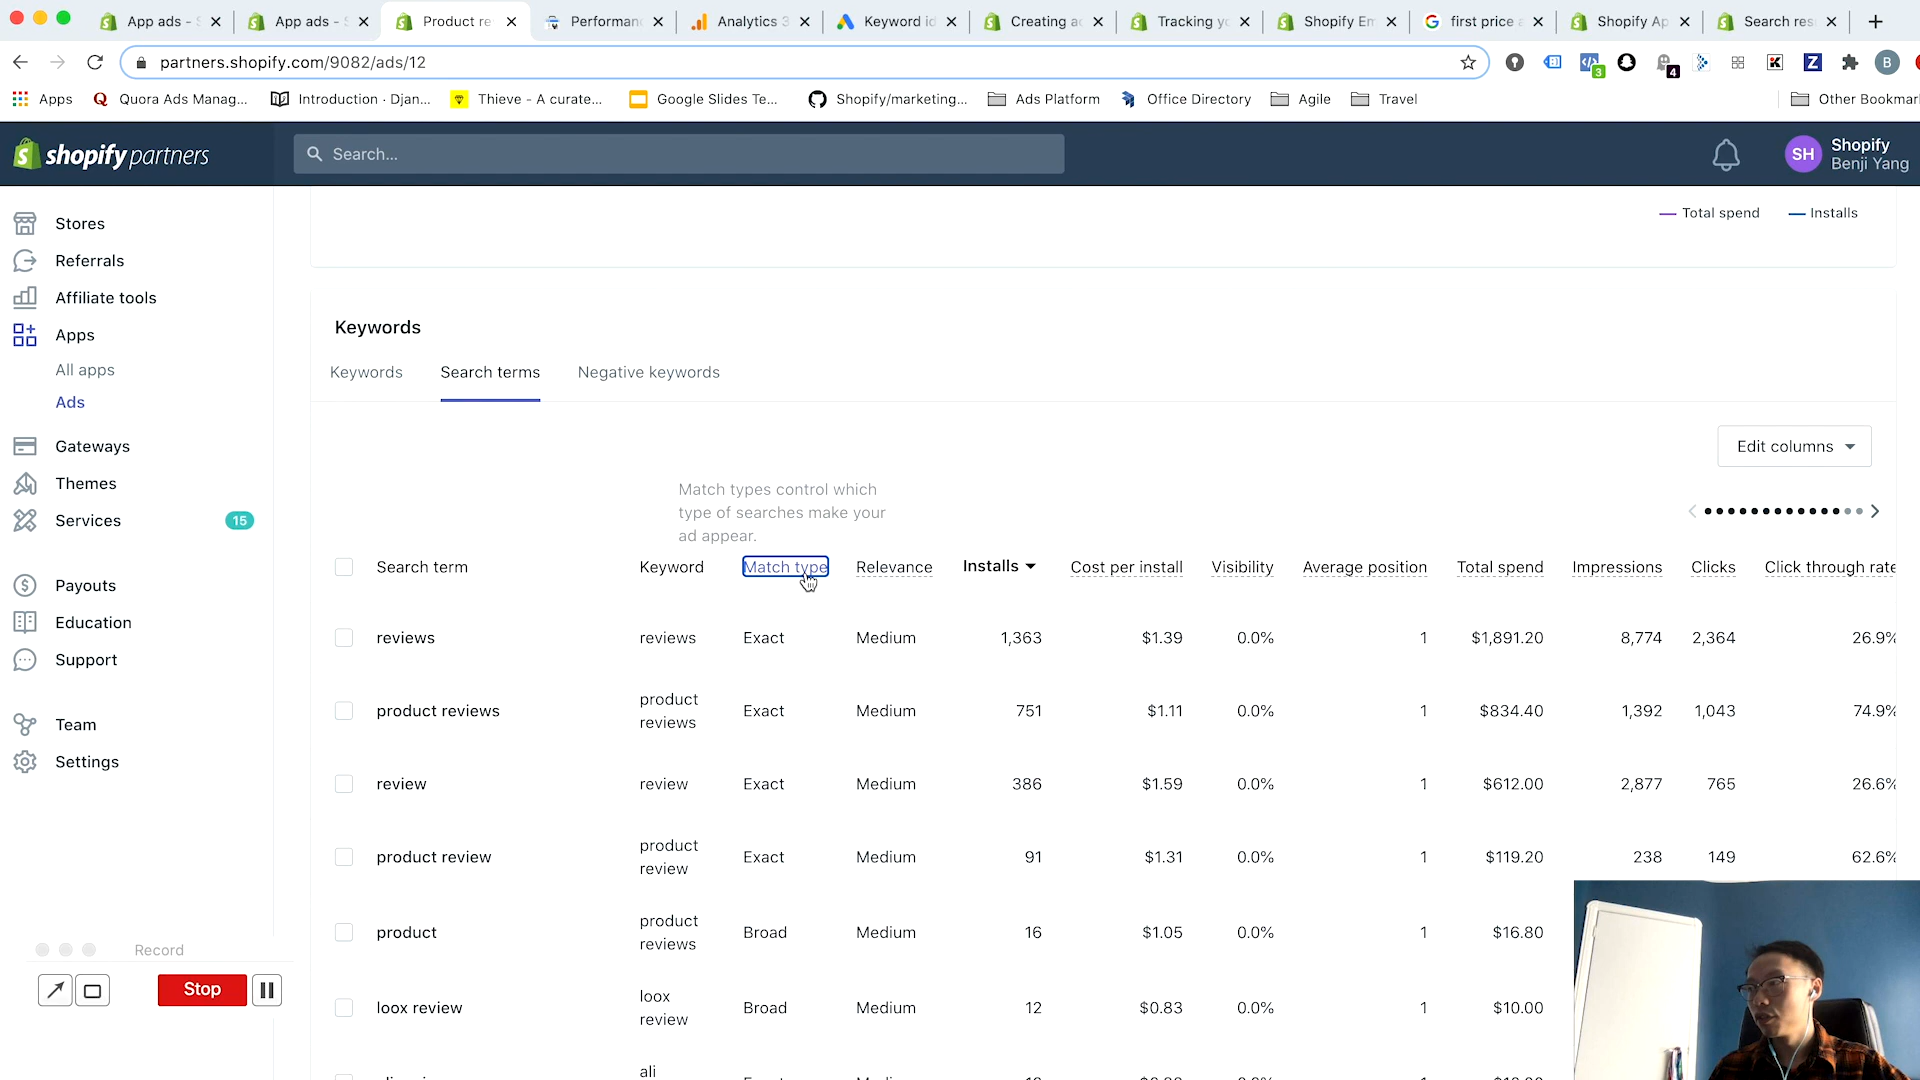 App ads - S
App ads - S
Product re
Performan
Analytics 3
Keyword id
Creating ac
Tracking yo
Shopify Em
first price a
Shopify Ap
Search res
partners.shopify.com/9082/ads/12
3
4
K
Z
B
Apps
Quora Ads Manag...
Introduction · Djan...
Thieve - A curate...
Google Slides Te...
Shopify/marketing...
Ads Platform
Office Directory
Agile
Travel
Other Bookmar
shopify partners
Search...
SH
Shopify
Benji Yang
Stores
Referrals
Affiliate tools
Apps
All apps
Ads
Gateways
Themes
Services
15
Payouts
Education
Support
Team
Settings
Record
Stop
Total spend
Installs
Keywords
Keywords
Search terms
Negative keywords
Edit columns
Match types control which
type of searches make your
ad appear.
Search term
Keyword
Match type
Relevance
Installs
Cost per install
Visibility
Average position
Total spend
Impressions
Clicks
Click through rate
reviews
reviews
Exact
Medium
1,363
$1.39
0.0%
1
$1,891.20
8,774
2,364
26.9%
product reviews
product
reviews
Exact
Medium
751
$1.11
0.0%
1
$834.40
1,392
1,043
74.9%
review
review
Exact
Medium
386
$1.59
0.0%
1
$612.00
2,877
765
26.6%
product review
product
review
Exact
Medium
91
$1.31
0.0%
1
$119.20
238
149
62.6%
product
product
reviews
Broad
Medium
16
$1.05
0.0%
1
$16.80
loox review
loox
review
Broad
Medium
12
$0.83
0.0%
1
$10.00
ali